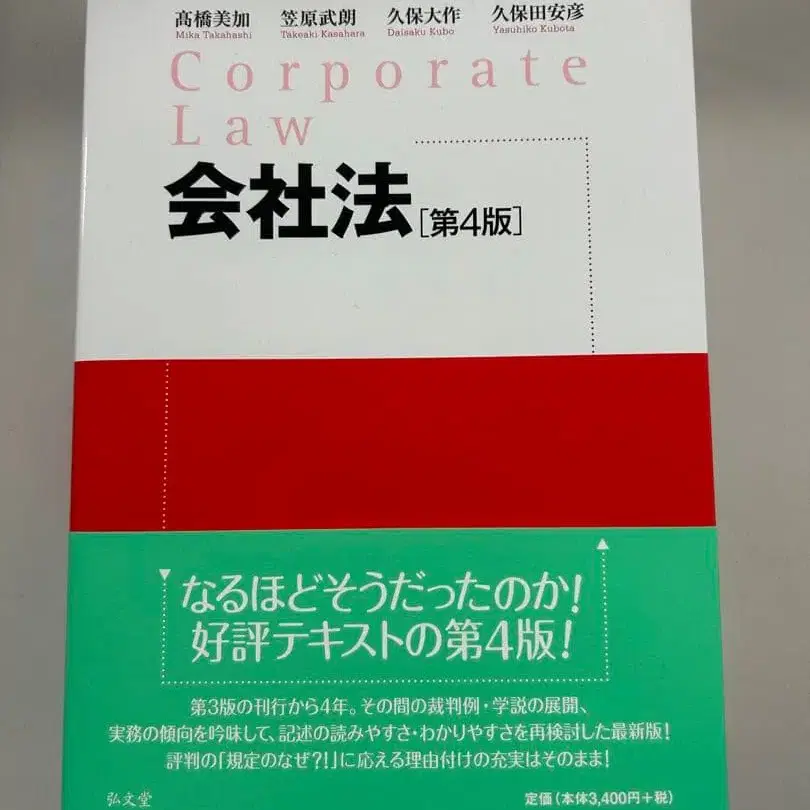 髙橋美加 笠原武朗 久保大作 久保田安彦
Mika Takahashi Takeaki Kasahara Daisaku Kubo Yasuhiko Kubota
Corporate
Law
会社法[第4版]
なるほどそうだったのか!
好評テキストの第4版!
第3版の刊行から4年。その間の裁判例・学説の展開、
実務の傾向を吟味して、記述の読みやすさ・わかりやすさを再検討した最新版!
評判の「規定のなぜ?!」に応える理由付けの充実はそのまま!
弘文堂 定価(本体3,400円+税)